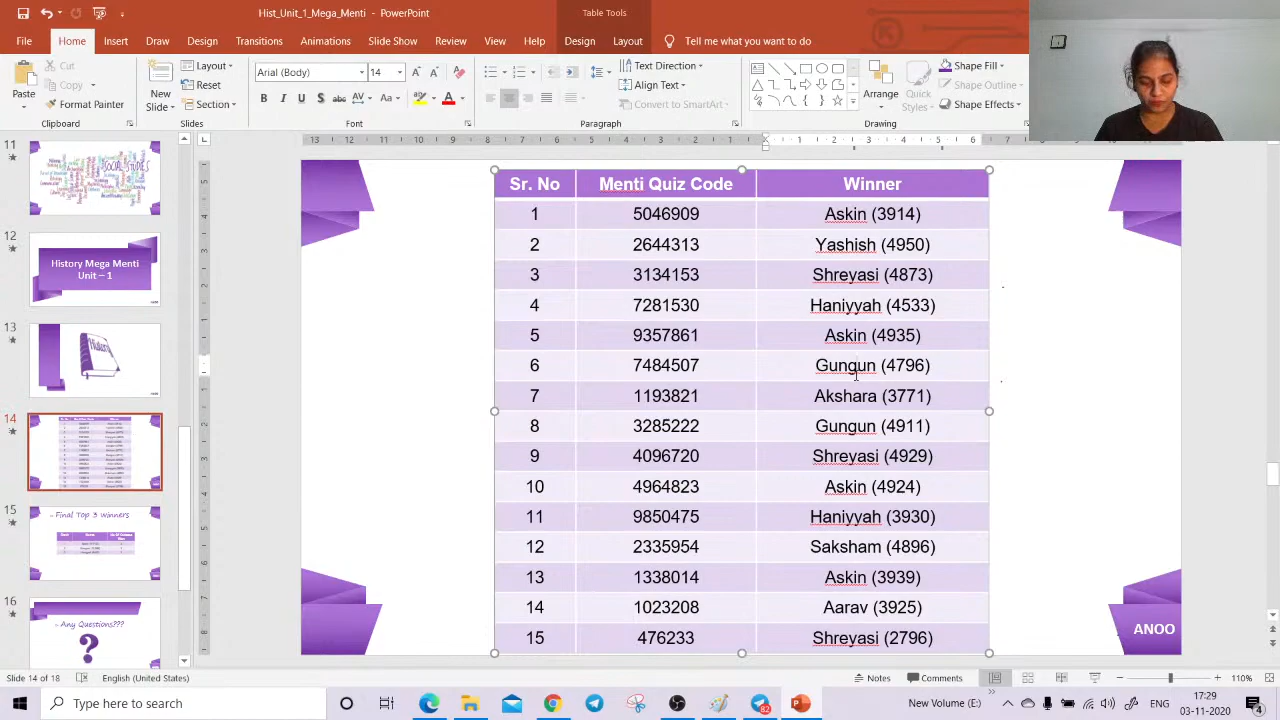 Hist_Unit_1_Mega_Menti - PowerPoint
Table Tools
File Home Insert Draw Design Transitions Animations Slide Show Review View Help Design Layout Tell me what you want to do
Paste
Cut
Copy
Format Painter
Clipboard
New Slide
Layout
Reset
Section
Slides
Arial (Body) 14
Font
Text Direction
Align Text
Convert to SmartArt
Paragraph
Arrange
Quick Styles
Shape Fill
Shape Outline
Shape Effects
Drawing
11
12
History Mega Menti
Unit – 1
13
14
15
Final Top 3 Winners
16
Any Questions???
Sr. No Menti Quiz Code Winner
1 5046909 Askin (3914)
2 2644313 Yashish (4950)
3 3134153 Shreyasi (4873)
4 7281530 Haniyyah (4533)
5 9357861 Askin (4935)
6 7484507 Gungun (4796)
7 1193821 Akshara (3771)
8 3285222 Gungun (4911)
9 4096720 Shreyasi (4929)
10 4964823 Askin (4924)
11 9850475 Haniyyah (3930)
12 2335954 Saksham (4896)
13 1338014 Askin (3939)
14 1023208 Aarav (3925)
15 476233 Shreyasi (2796)
ANOO
Slide 14 of 18 English (United States) Notes Comments 110%
Type here to search
82
New Volume (E:)
ENG
17:29
03-11-2020
4